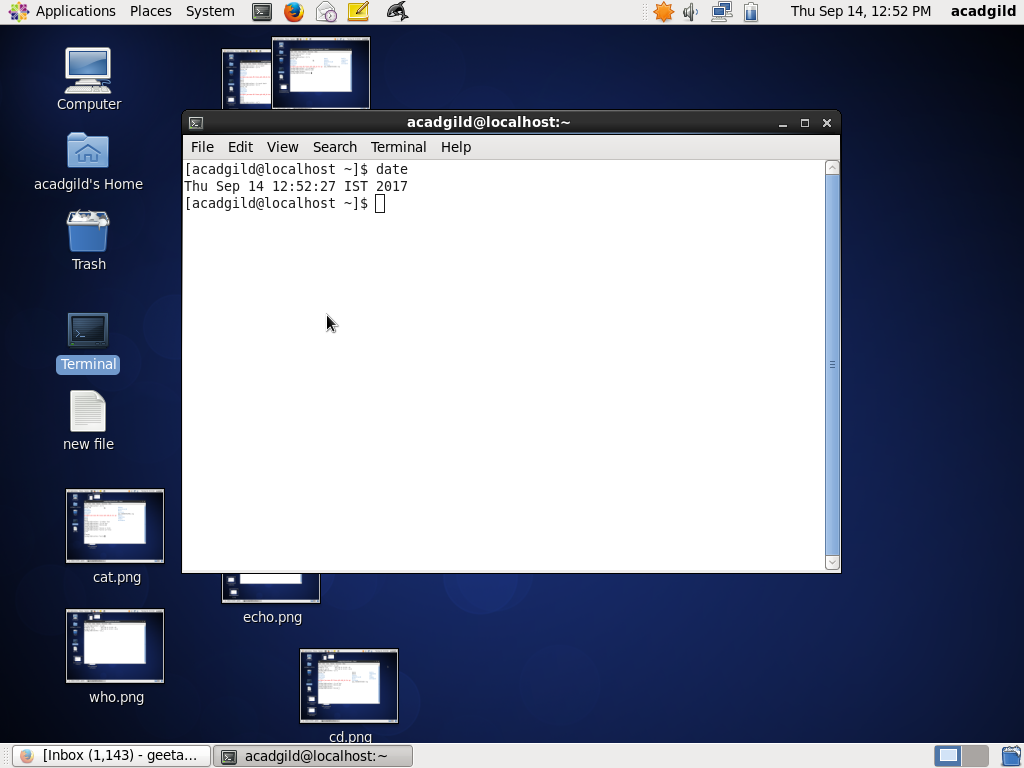 Applications Places System Thu Sep 14, 12:52 PM acadgild
Computer
acadgild's Home
Trash
Terminal
new file
cat.png
who.png
acadgild@localhost:~
File Edit View Search Terminal Help
[acadgild@localhost ~]$ date
Thu Sep 14 12:52:27 IST 2017
[acadgild@localhost ~]$
echo.png
cd.png
[Inbox (1,143) - geeta... acadgild@localhost:~